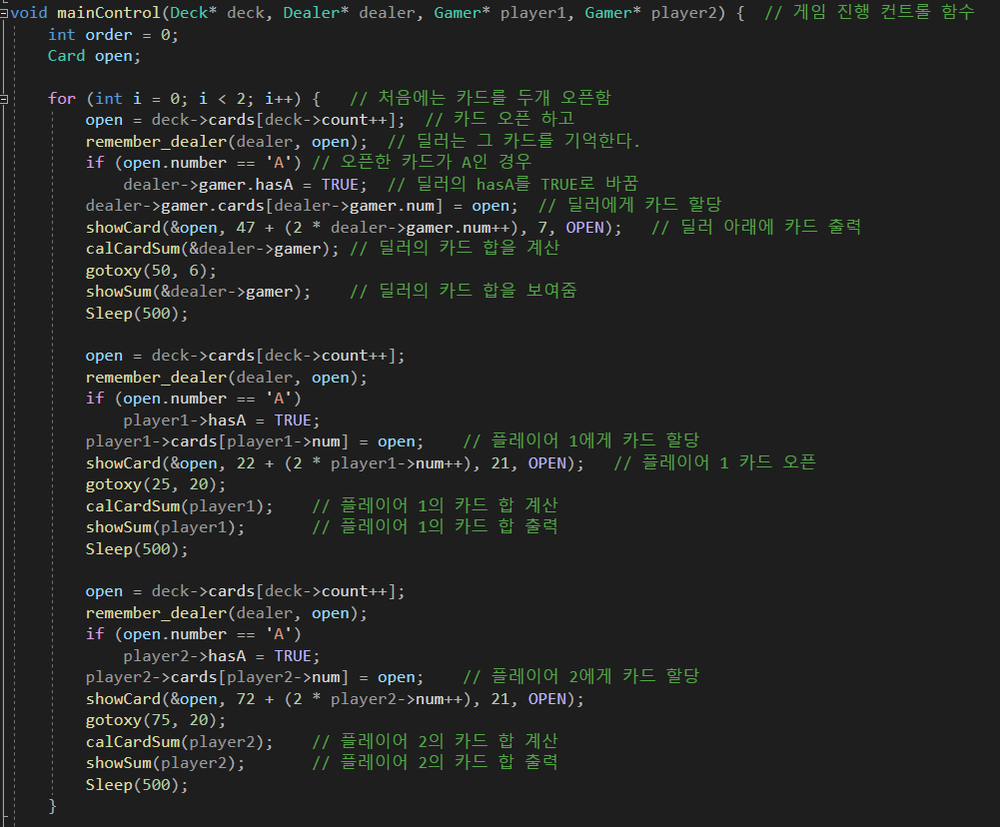 void mainControl(Deck* deck, Dealer* dealer, Gamer* player1, Gamer* player2) {  // 게임 진행 컨트롤 함수
    int order = 0;
    Card open;

    for (int i = 0; i < 2; i++) {   // 처음에는 카드를 두개 오픈함
        open = deck->cards[deck->count++];  // 카드 오픈 하고
        remember_dealer(dealer, open);  // 딜러는 그 카드를 기억한다.
        if (open.number == 'A') // 오픈한 카드가 A인 경우
            dealer->gamer.hasA = TRUE;  // 딜러의 hasA를 TRUE로 바꿈
        dealer->gamer.cards[dealer->gamer.num] = open;  // 딜러에게 카드 할당
        showCard(&open, 47 + (2 * dealer->gamer.num++), 7, OPEN);   // 딜러 아래에 카드 출력
        calCardSum(&dealer->gamer); // 딜러의 카드 합을 계산
        gotoxy(50, 6);
        showSum(&dealer->gamer);    // 딜러의 카드 합을 보여줌
        Sleep(500);

        open = deck->cards[deck->count++];
        remember_dealer(dealer, open);
        if (open.number == 'A')
            player1->hasA = TRUE;
        player1->cards[player1->num] = open;    // 플레이어 1에게 카드 할당
        showCard(&open, 22 + (2 * player1->num++), 21, OPEN);   // 플레이어 1 카드 오픈
        gotoxy(25, 20);
        calCardSum(player1);    // 플레이어 1의 카드 합 계산
        showSum(player1);       // 플레이어 1의 카드 합 출력
        Sleep(500);

        open = deck->cards[deck->count++];
        remember_dealer(dealer, open);
        if (open.number == 'A')
            player2->hasA = TRUE;
        player2->cards[player2->num] = open;    // 플레이어 2에게 카드 할당
        showCard(&open, 72 + (2 * player2->num++), 21, OPEN);
        gotoxy(75, 20);
        calCardSum(player2);    // 플레이어 2의 카드 합 계산
        showSum(player2);       // 플레이어 2의 카드 합 출력
        Sleep(500);
    }